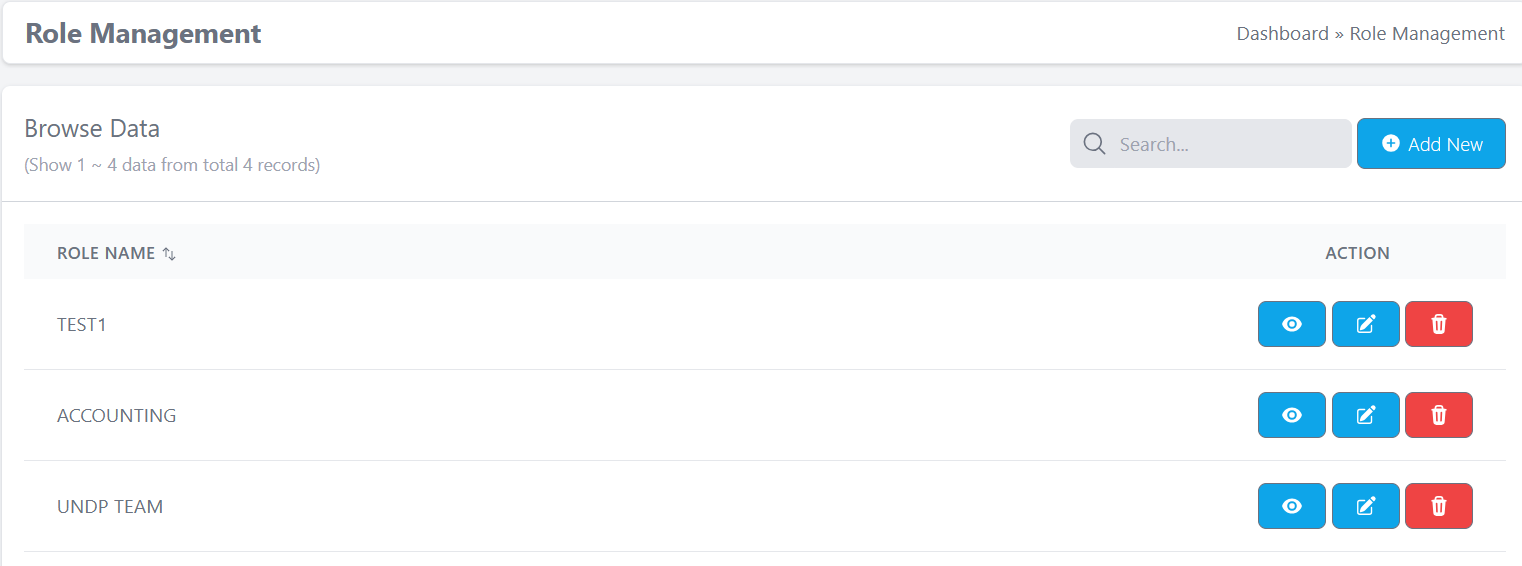 Role Management
Dashboard » Role Management
Browse Data
(Show 1 ~ 4 data from total 4 records)
Search...
Add New
ROLE NAME
ACTION
TEST1
ACCOUNTING
UNDP TEAM